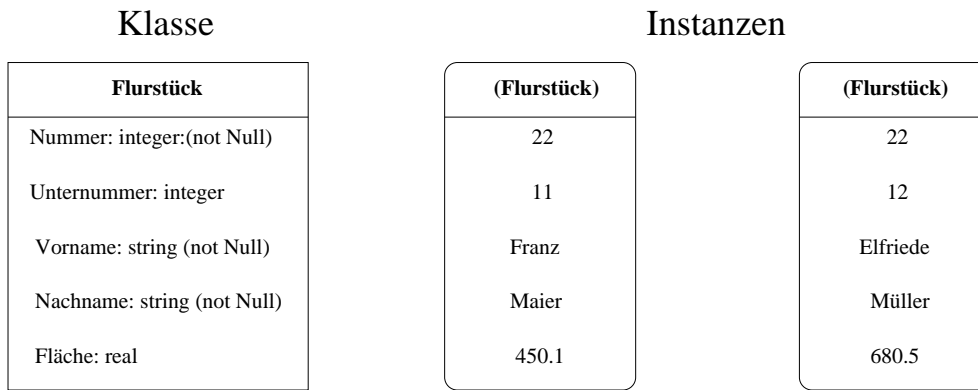 Klasse
Instanzen
Flurstück
Nummer: integer:(not Null)
Unternummer: integer
Vorname: string (not Null)
Nachname: string (not Null)
Fläche: real
(Flurstück)
22
11
Franz
Maier
450.1
(Flurstück)
22
12
Elfriede
Müller
680.5